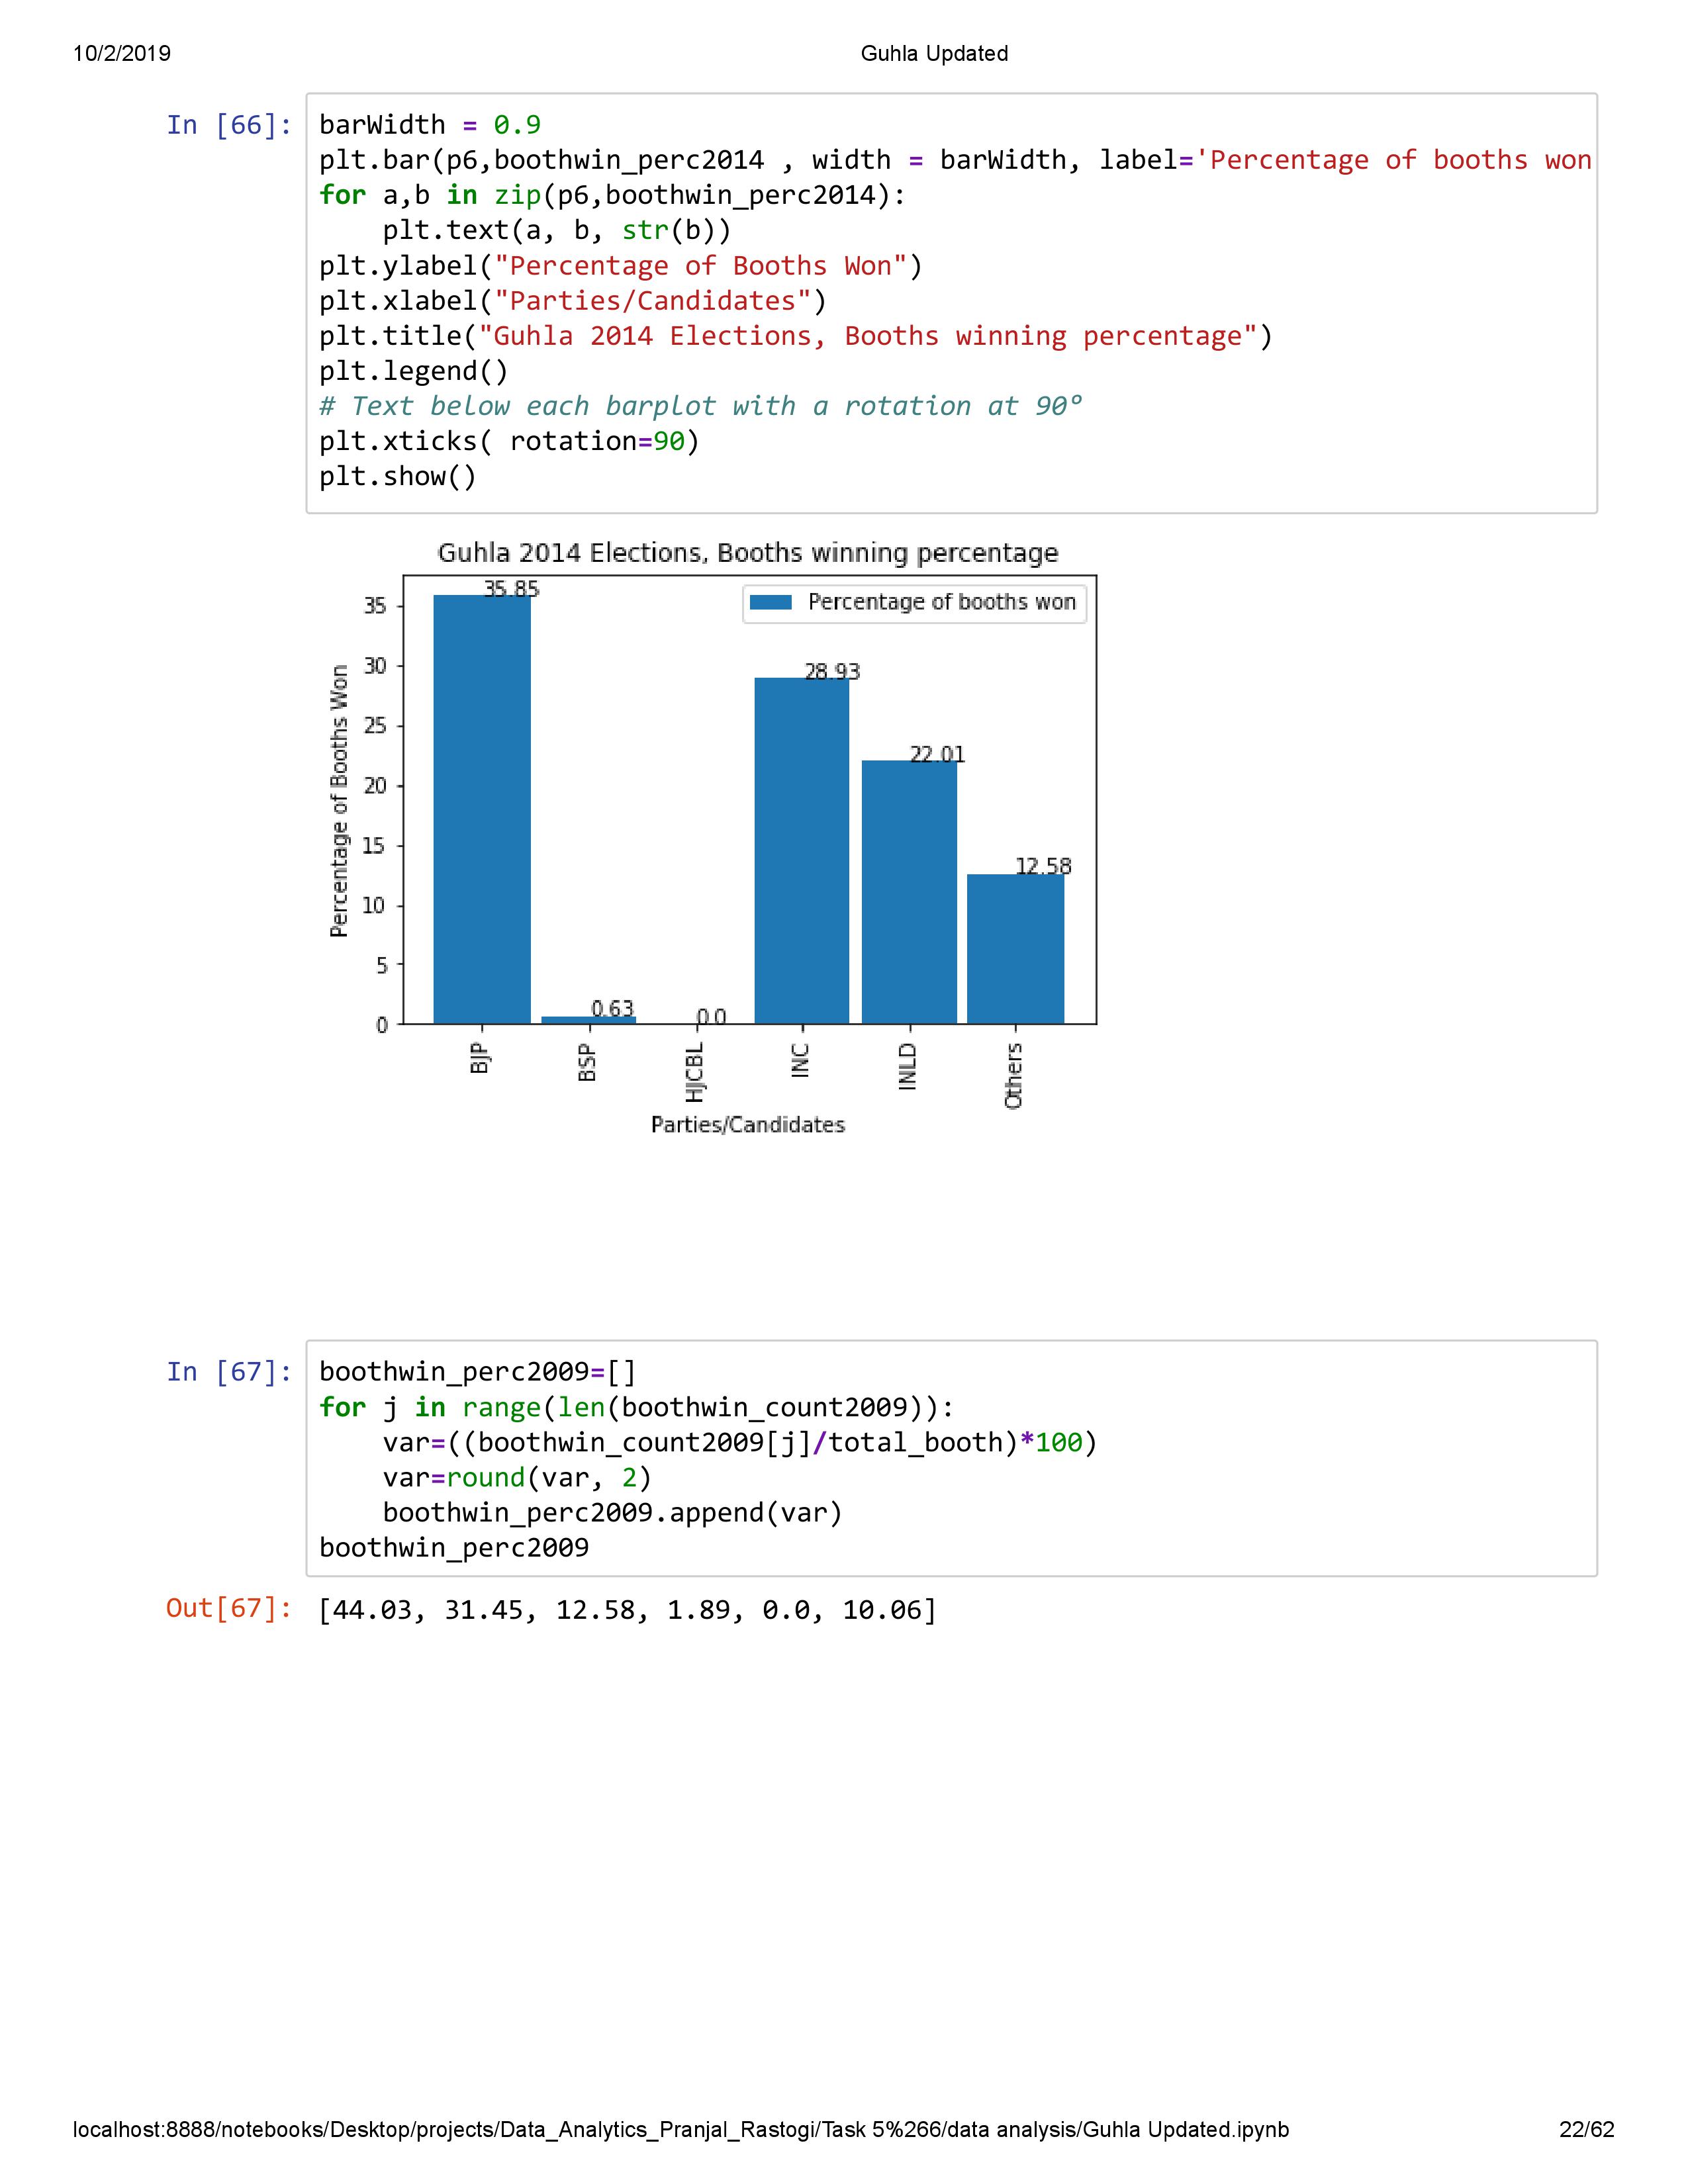 10/2/2019 Guhla Updated
In [66]: barWidth = 0.9
plt.bar(p6,boothwin_perc2014 , width = barWidth, label='Percentage of booths won
for a,b in zip(p6,boothwin_perc2014):
    plt.text(a, b, str(b))
plt.ylabel("Percentage of Booths Won")
plt.xlabel("Parties/Candidates")
plt.title("Guhla 2014 Elections, Booths winning percentage")
plt.legend()
# Text below each barplot with a rotation at 90º
plt.xticks( rotation=90)
plt.show()
Guhla 2014 Elections, Booths winning percentage
Percentage of booths won
Percentage of Booths Won
35
30
25
20
15
10
5
0
35.85
0.63
0.0
28.93
22.01
12.58
BJP
BSP
HJCBL
INC
INLD
Others
Parties/Candidates
In [67]: boothwin_perc2009=[]
for j in range(len(boothwin_count2009)):
    var=((boothwin_count2009[j]/total_booth)*100)
    var=round(var, 2)
    boothwin_perc2009.append(var)
boothwin_perc2009
Out[67]: [44.03, 31.45, 12.58, 1.89, 0.0, 10.06]
localhost:8888/notebooks/Desktop/projects/Data_Analytics_Pranjal_Rastogi/Task 5%266/data analysis/Guhla Updated.ipynb 22/62